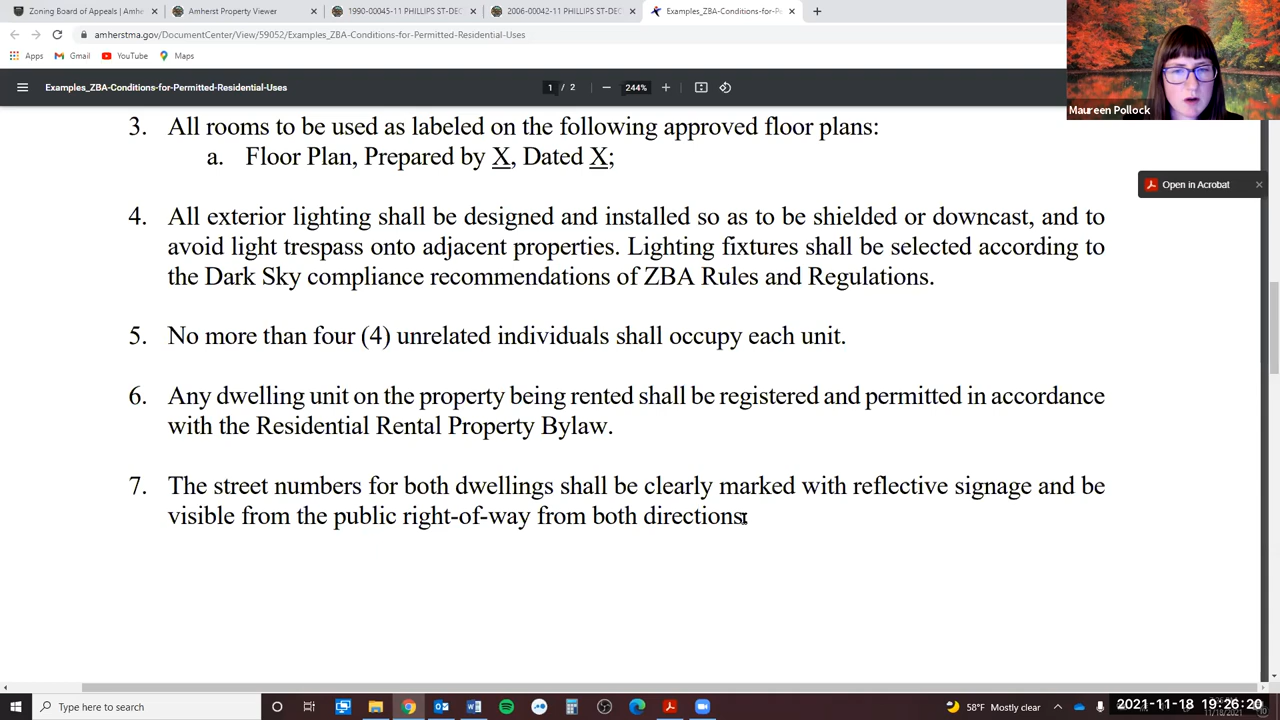 Zoning Board of Appeals | Amhe
Amherst Property Viewer
1990-00045-11 PHILLIPS ST-DEC
2006-00042-11 PHILLIPS ST-DEC
Examples_ZBA-Conditions-for-P
amherstma.gov/DocumentCenter/View/59052/Examples_ZBA-Conditions-for-Permitted-Residential-Uses
Apps
Gmail
YouTube
Maps
Examples_ZBA-Conditions-for-Permitted-Residential-Uses
1 / 2
244%
Maureen Pollock
Open in Acrobat
3. All rooms to be used as labeled on the following approved floor plans:
a. Floor Plan, Prepared by X, Dated X;
4. All exterior lighting shall be designed and installed so as to be shielded or downcast, and to
avoid light trespass onto adjacent properties. Lighting fixtures shall be selected according to
the Dark Sky compliance recommendations of ZBA Rules and Regulations.
5. No more than four (4) unrelated individuals shall occupy each unit.
6. Any dwelling unit on the property being rented shall be registered and permitted in accordance
with the Residential Rental Property Bylaw.
7. The street numbers for both dwellings shall be clearly marked with reflective signage and be
visible from the public right-of-way from both directions.
Type here to search
58°F Mostly clear
2021-11-18 19:26:20
11/18/2021